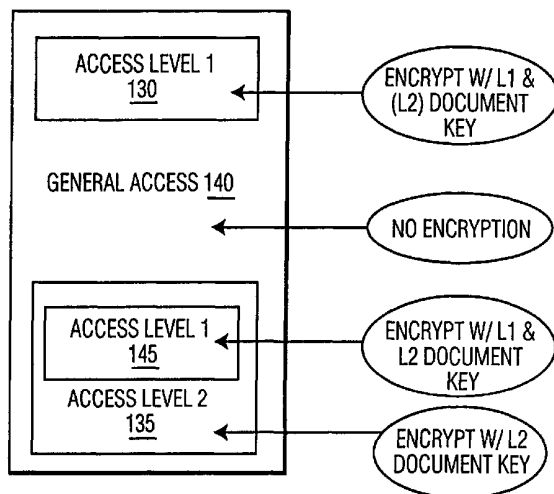 ACCESS LEVEL 1
130
ENCRYPT W/ L1 &
(L2) DOCUMENT
KEY
GENERAL ACCESS 140
NO ENCRYPTION
ACCESS LEVEL 1
145
ENCRYPT W/ L1 &
L2 DOCUMENT
KEY
ACCESS LEVEL 2
135
ENCRYPT W/ L2
DOCUMENT KEY